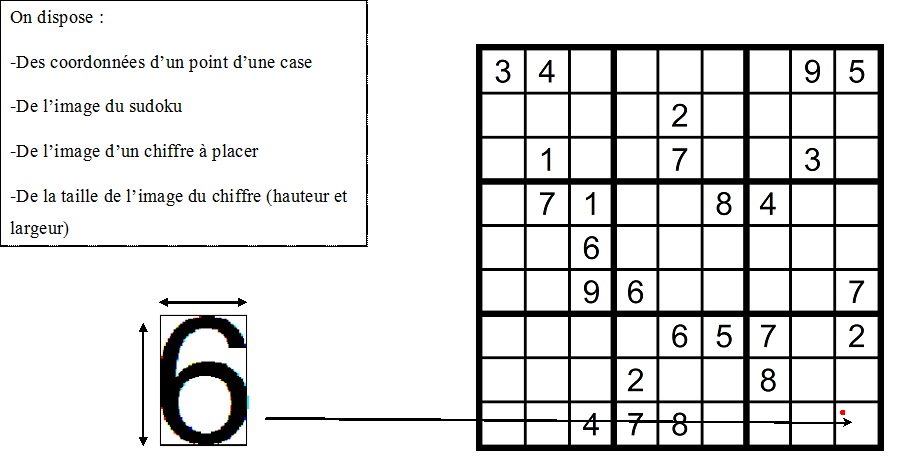 On dispose :
-Des coordonnées d’un point d’une case
-De l’image du sudoku
-De l’image d’un chiffre à placer
-De la taille de l’image du chiffre (hauteur et
largeur)
3 4 9 5
2
1 7 3
7 1 8 4
6
9 6 7
6 5 7 2
2 8
4 7 8
6